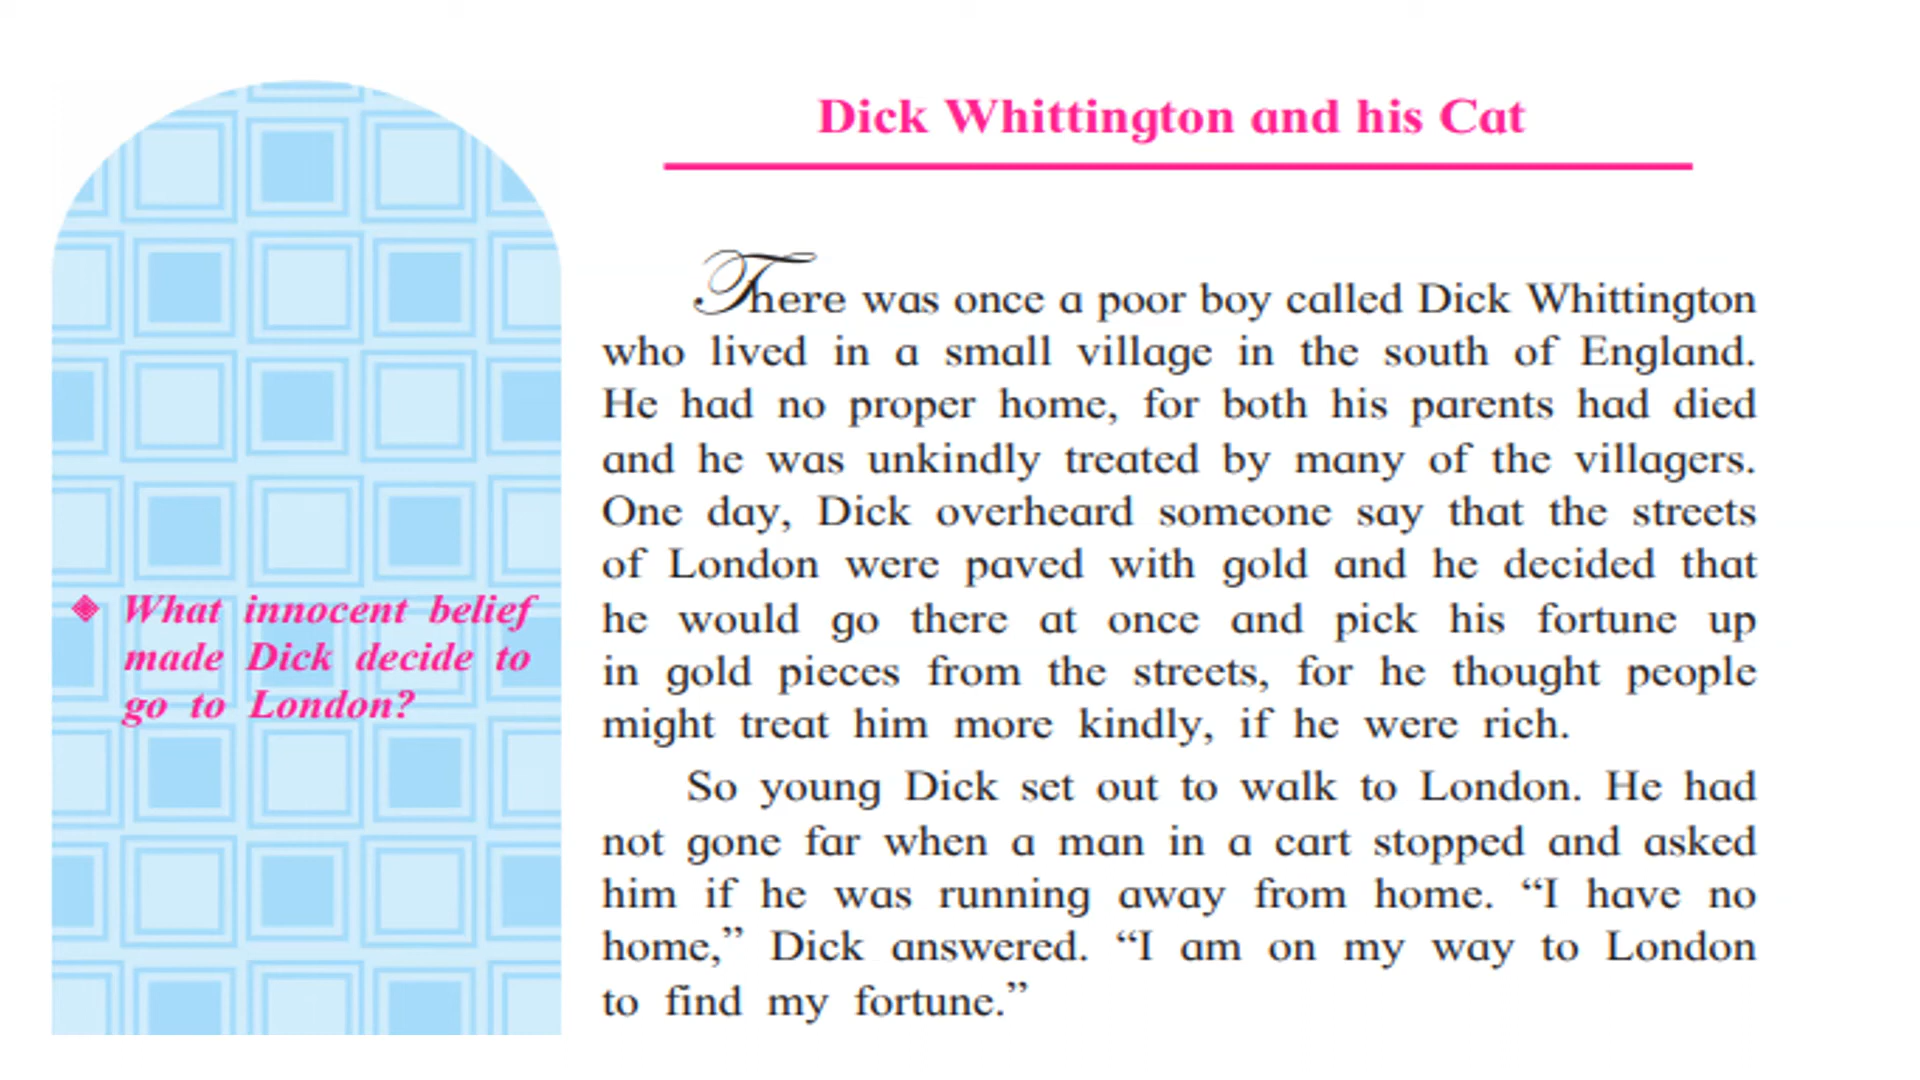 Dick Whittington and his Cat
There was once a poor boy called Dick Whittington
who lived in a small village in the south of England.
He had no proper home, for both his parents had died
and he was unkindly treated by many of the villagers.
One day, Dick overheard someone say that the streets
of London were paved with gold and he decided that
he would go there at once and pick his fortune up
in gold pieces from the streets, for he thought people
might treat him more kindly, if he were rich.
So young Dick set out to walk to London. He had
not gone far when a man in a cart stopped and asked
him if he was running away from home. “I have no
home,” Dick answered. “I am on my way to London
to find my fortune.”
◈ What innocent belief
made Dick decide to
go to London?